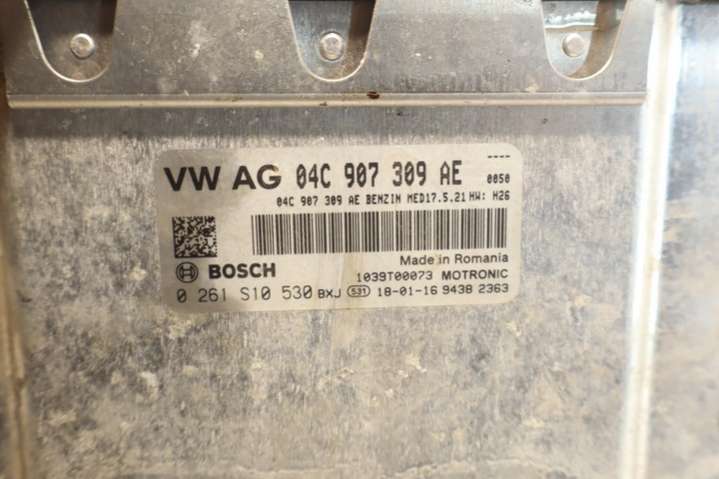 ----
VW AG 04C 907 309 AE 0050
04C 907 309 AE BENZIN MED17.5.21 HW: H26
Made in Romania
BOSCH 1039T00073 MOTRONIC
0 261 S10 530 BXJ 531 18-01-16 9438 2363